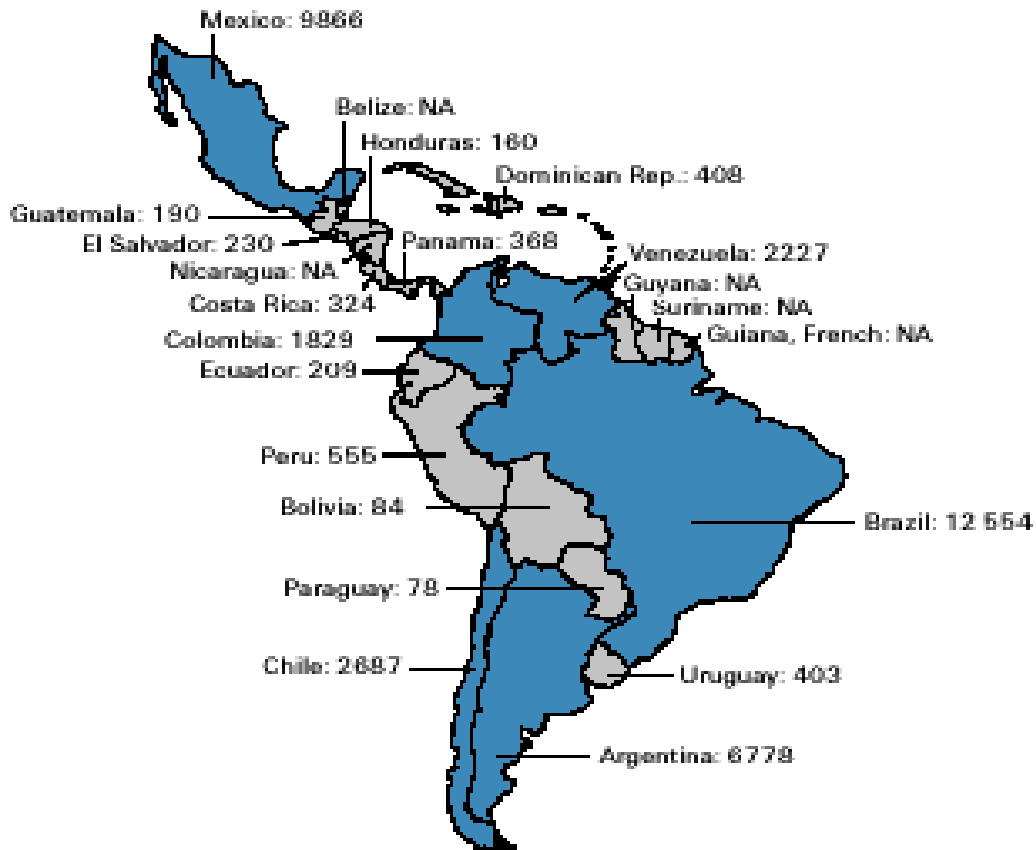 Mexico: 9866
Belize: NA
Honduras: 160
Dominican Rep.: 408
Guatemala: 190
El Salvador: 230
Panama: 368
Venezuela: 2227
Nicaragua: NA
Guyana: NA
Costa Rica: 324
Suriname: NA
Colombia: 1829
Guiana, French: NA
Ecuador: 209
Peru: 555
Bolivia: 84
Brazil: 12 554
Paraguay: 78
Chile: 2687
Uruguay: 403
Argentina: 6778